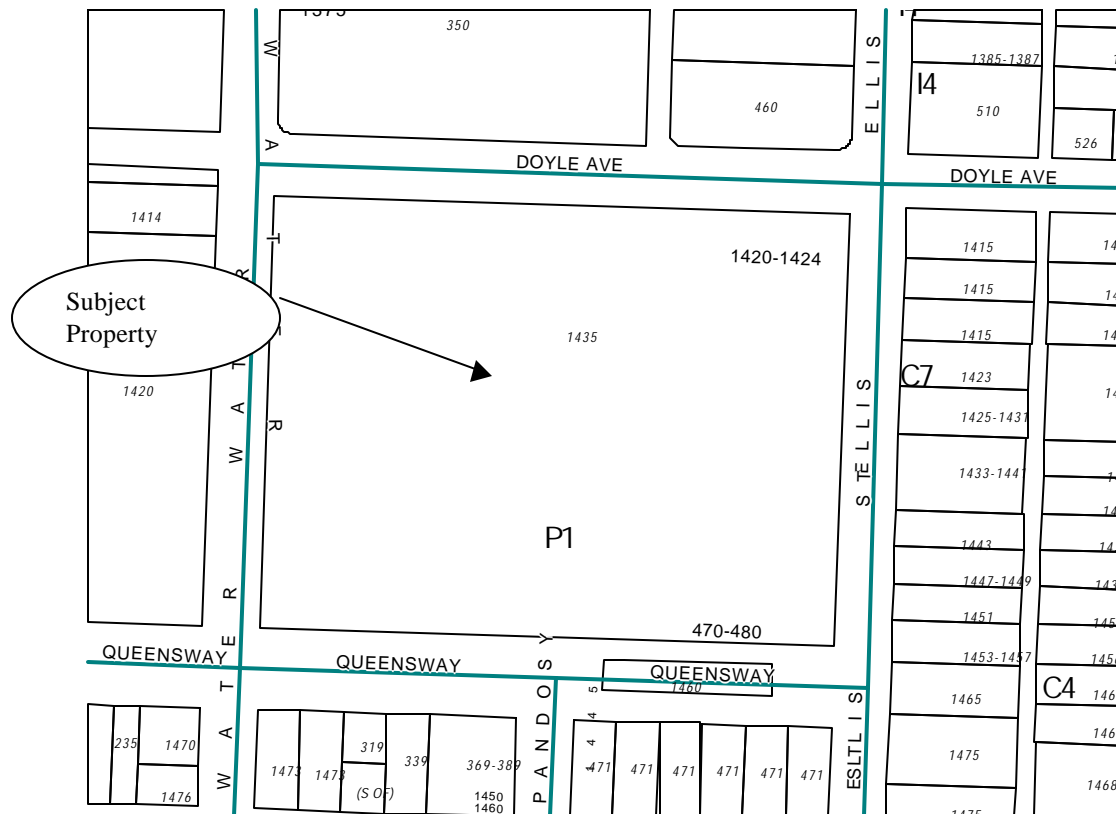 350
1385-1387
I4
510
460
526
W
A
ELLIS
DOYLE AVE
DOYLE AVE
1414
1420-1424
1415
1415
1415
1435
Subject
Property
1420
C7
1423
1425-1431
1433-1441
T
R
WATER
ELLIS
ST
P1
1443
1447-1449
1451
470-480
1453-1457
QUEENSWAY
QUEENSWAY
QUEENSWAY
1460
1465
C4
WATER
PANDOSY
235
1470
319
339
369-389
1473
1473
(S OF)
1450
1460
1476
471
471
471
471
471
471
1475
1468